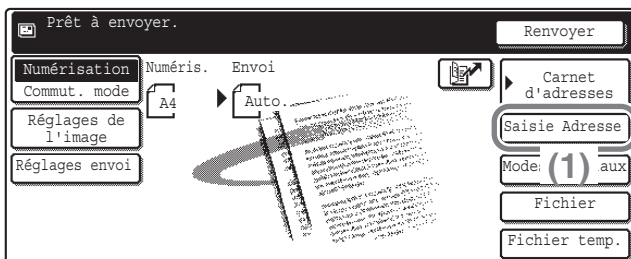 Prêt à envoyer.
Renvoyer
Numérisation
Commut. mode
Numéris.
Envoi
A4
Auto.
Réglages de
l'image
Réglages envoi
Carnet
d'adresses
Saisie Adresse
(1)
Fichier
Fichier temp.